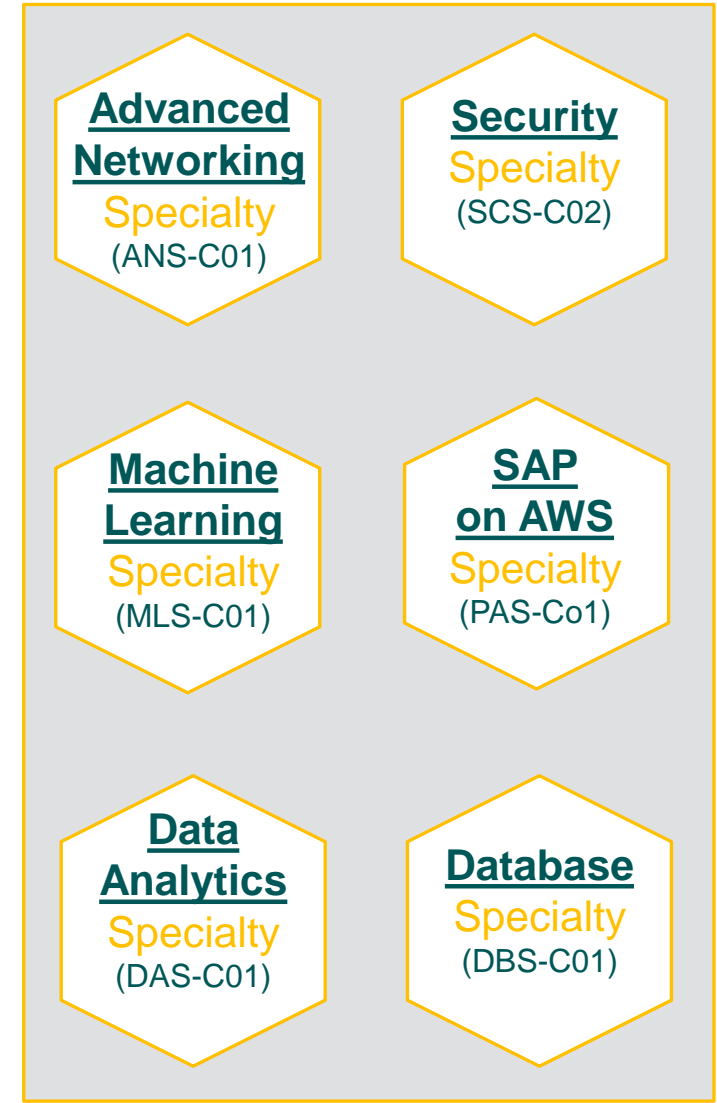 Advanced
Networking
Specialty
(ANS-C01)
Security
Specialty
(SCS-C02)
Machine
Learning
Specialty
(MLS-C01)
SAP
on AWS
Specialty
(PAS-Co1)
Data
Analytics
Specialty
(DAS-C01)
Database
Specialty
(DBS-C01)